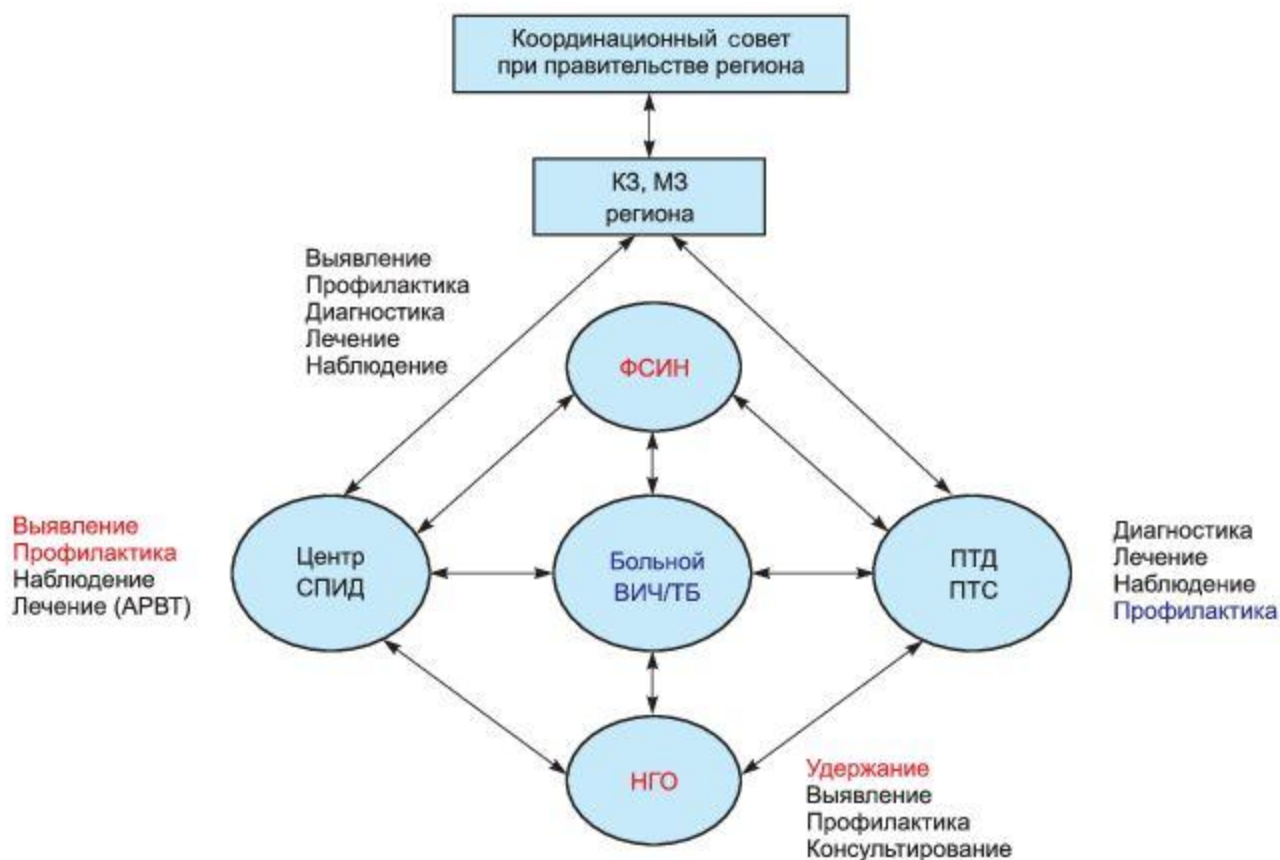 Координационный совет
при правительстве региона
КЗ, МЗ
региона
Выявление
Профилактика
Диагностика
Лечение
Наблюдение
ФСИН
Выявление
Профилактика
Наблюдение
Лечение (АРВТ)
Центр
СПИД
Больной
ВИЧ/ТБ
ПТД
ПТС
Диагностика
Лечение
Наблюдение
Профилактика
НГО
Удержание
Выявление
Профилактика
Консультирование